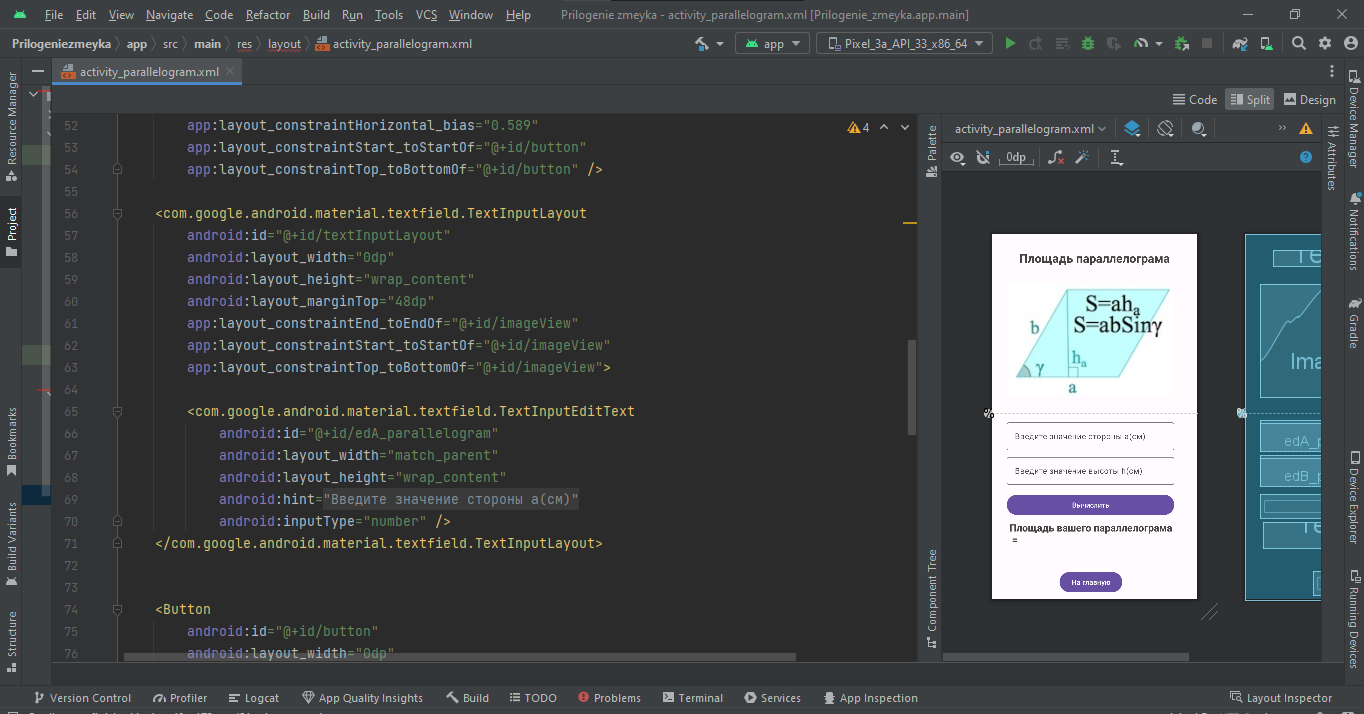 File Edit View Navigate Code Refactor Build Run Tools VCS Window Help Prilogenie zmeyka - activity_parallelogram.xml [Prilogenie_zmeyka.app.main]
Prilogeniezmeyka app src main res layout activity_parallelogram.xml app Pixel_3a_API_33_x86_64
activity_parallelogram.xml
Code Split Design
Resource Manager
Project
Bookmarks
Build Variants
Structure
52 app:layout_constraintHorizontal_bias="0.589"
53 app:layout_constraintStart_toStartOf="@+id/button"
54 app:layout_constraintTop_toBottomOf="@+id/button" />
55
56 <com.google.android.material.textfield.TextInputLayout
57 android:id="@+id/textInputLayout"
58 android:layout_width="0dp"
59 android:layout_height="wrap_content"
60 android:layout_marginTop="48dp"
61 app:layout_constraintEnd_toEndOf="@+id/imageView"
62 app:layout_constraintStart_toStartOf="@+id/imageView"
63 app:layout_constraintTop_toBottomOf="@+id/imageView">
64
65 <com.google.android.material.textfield.TextInputEditText
66 android:id="@+id/edA_parallelogram"
67 android:layout_width="match_parent"
68 android:layout_height="wrap_content"
69 android:hint="Введите значение стороны a(см)"
70 android:inputType="number" />
71 </com.google.android.material.textfield.TextInputLayout>
72
73
74 <Button
75 android:id="@+id/button"
76 android:layout_width="0dp"
4
Palette
Component Tree
activity_parallelogram.xml
0dp
Площадь параллелограма
S=ahₐ
S=abSinγ
b
hₐ
γ
a
Введите значение стороны a(см)
Введите значение высоты h(см)
Вычислить
Площадь вашего параллелограма
=
На главную
Te
Ima
edA_p
edB_p
Te
Attributes
Device Manager
Notifications
Gradle
Device Explorer
Running Devices
Version Control Profiler Logcat App Quality Insights Build TODO Problems Terminal Services App Inspection Layout Inspector